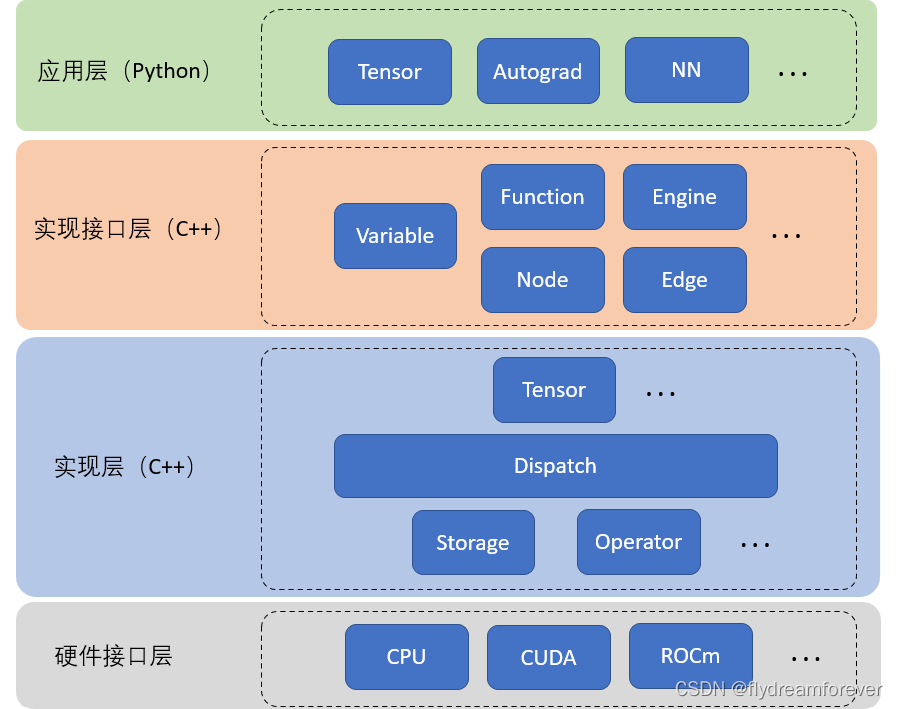 应用层（Python）
Tensor
Autograd
NN
...
实现接口层（C++）
Variable
Function
Engine
Node
Edge
...
实现层（C++）
Tensor
...
Dispatch
Storage
Operator
...
硬件接口层
CPU
CUDA
ROCm
...
CSDN @flydreamforever